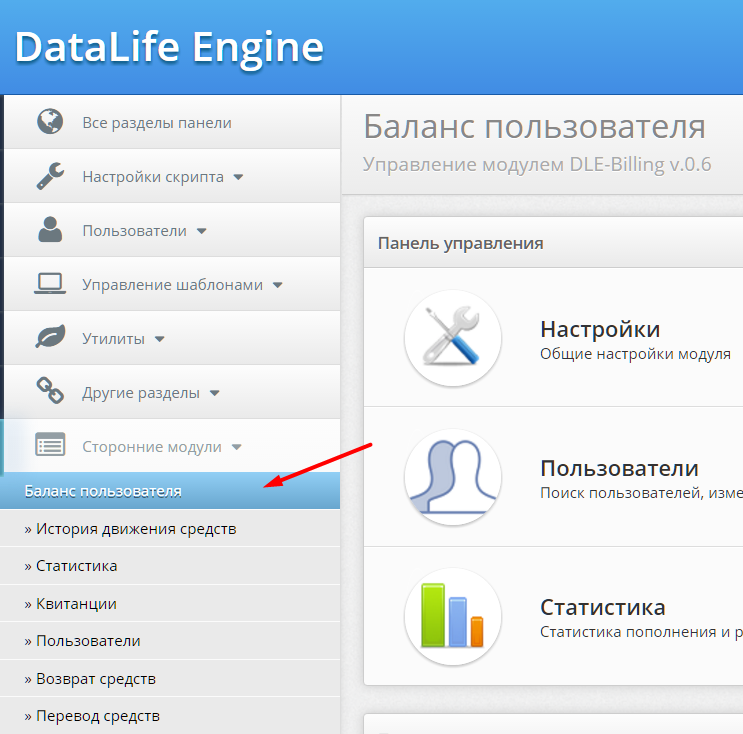 DataLife Engine
Все разделы панели
Настройки скрипта
Пользователи
Управление шаблонами
Утилиты
Другие разделы
Сторонние модули
Баланс пользователя
» История движения средств
» Статистика
» Квитанции
» Пользователи
» Возврат средств
» Перевод средств
Баланс пользователя
Управление модулем DLE-Billing v.0.6
Панель управления
Настройки
Общие настройки модуля
Пользователи
Поиск пользователей, изме
Статистика
Статистика пополнения и р